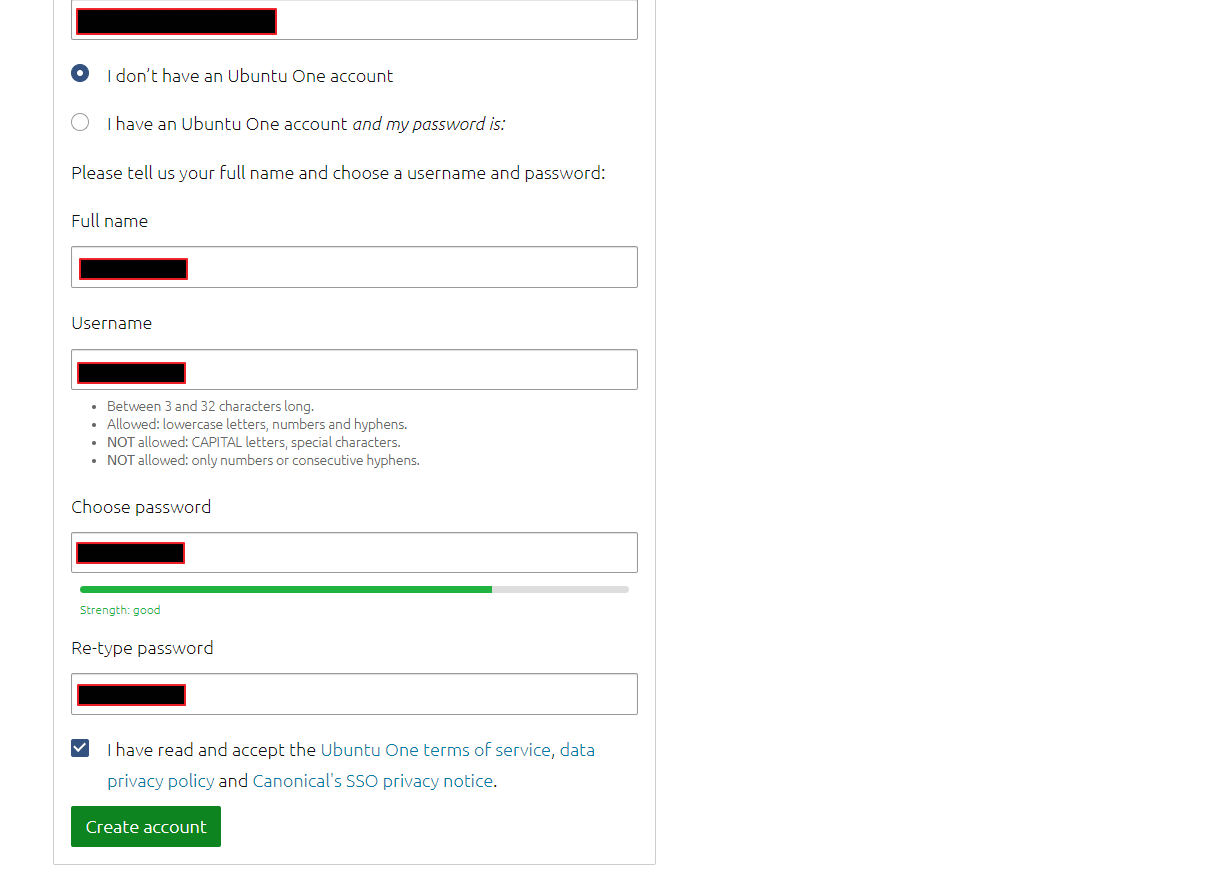 I don’t have an Ubuntu One account
I have an Ubuntu One account and my password is:
Please tell us your full name and choose a username and password:
Full name
Username
Between 3 and 32 characters long.
Allowed: lowercase letters, numbers and hyphens.
NOT allowed: CAPITAL letters, special characters.
NOT allowed: only numbers or consecutive hyphens.
Choose password
Strength: good
Re-type password
I have read and accept the Ubuntu One terms of service, data
privacy policy and Canonical's SSO privacy notice.
Create account